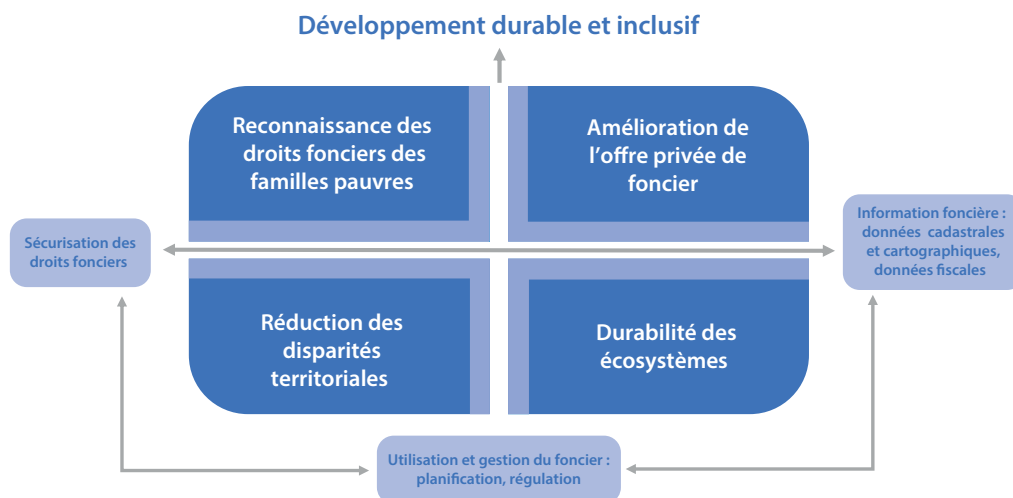 Développement durable et inclusif
Reconnaissance des
droits fonciers des
familles pauvres
Amélioration de
l’offre privée de
foncier
Sécurisation des
droits fonciers
Information foncière :
données cadastrales
et cartographiques,
données fiscales
Réduction des
disparités
territoriales
Durabilité des
écosystèmes
Utilisation et gestion du foncier :
planification, régulation